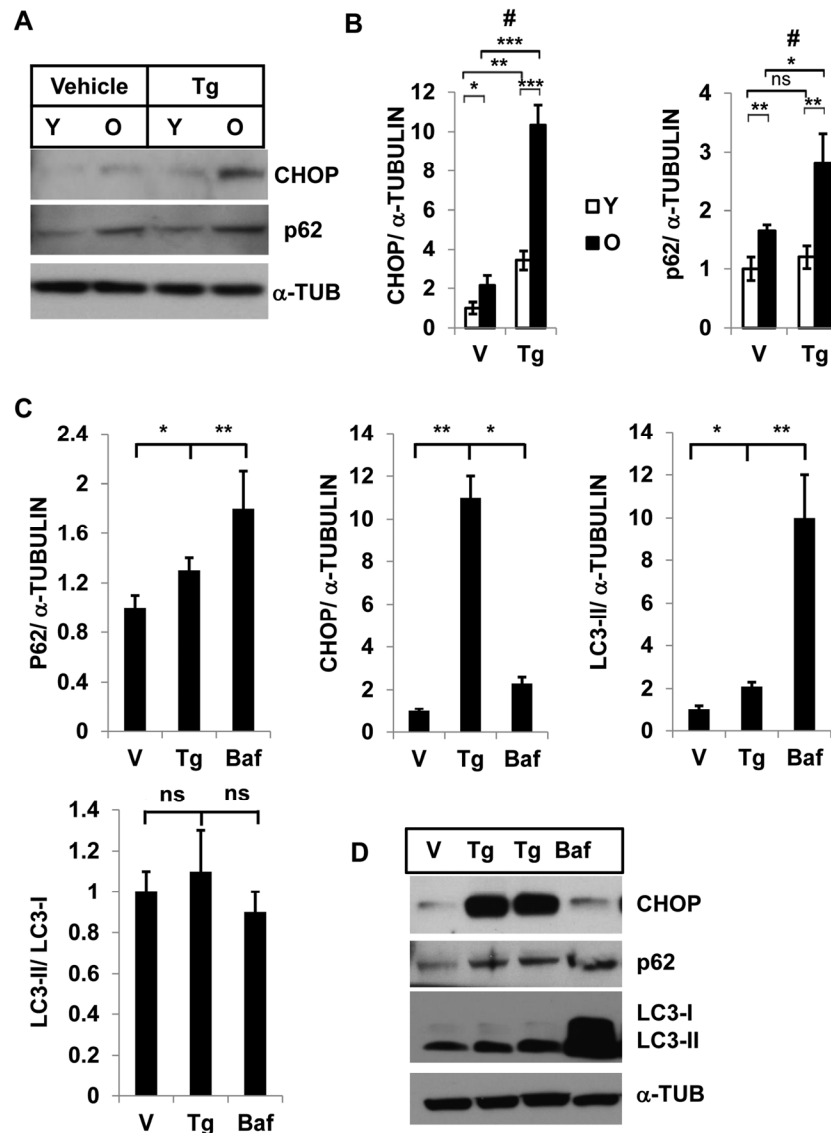 A
Vehicle Tg
Y O Y O
CHOP
p62
α-TUB
B
#
***
**
* ***
12
10
8
6
4
2
0
CHOP/ α-TUBULIN
V Tg
Y
O
#
*
ns
** **
4
3
2
1
0
p62/ α-TUBULIN
V Tg
C
* **
2.4
2
1.6
1.2
0.8
0.4
0
P62/ α-TUBULIN
V Tg Baf
** *
14
12
10
8
6
4
2
0
CHOP/ α-TUBULIN
V Tg Baf
* **
14
12
10
8
6
4
2
0
LC3-II/ α-TUBULIN
V Tg Baf
ns ns
1.4
1.2
1
0.8
0.6
0.4
0.2
0
LC3-II/ LC3-I
V Tg Baf
D
V Tg Tg Baf
CHOP
p62
LC3-I
LC3-II
α-TUB